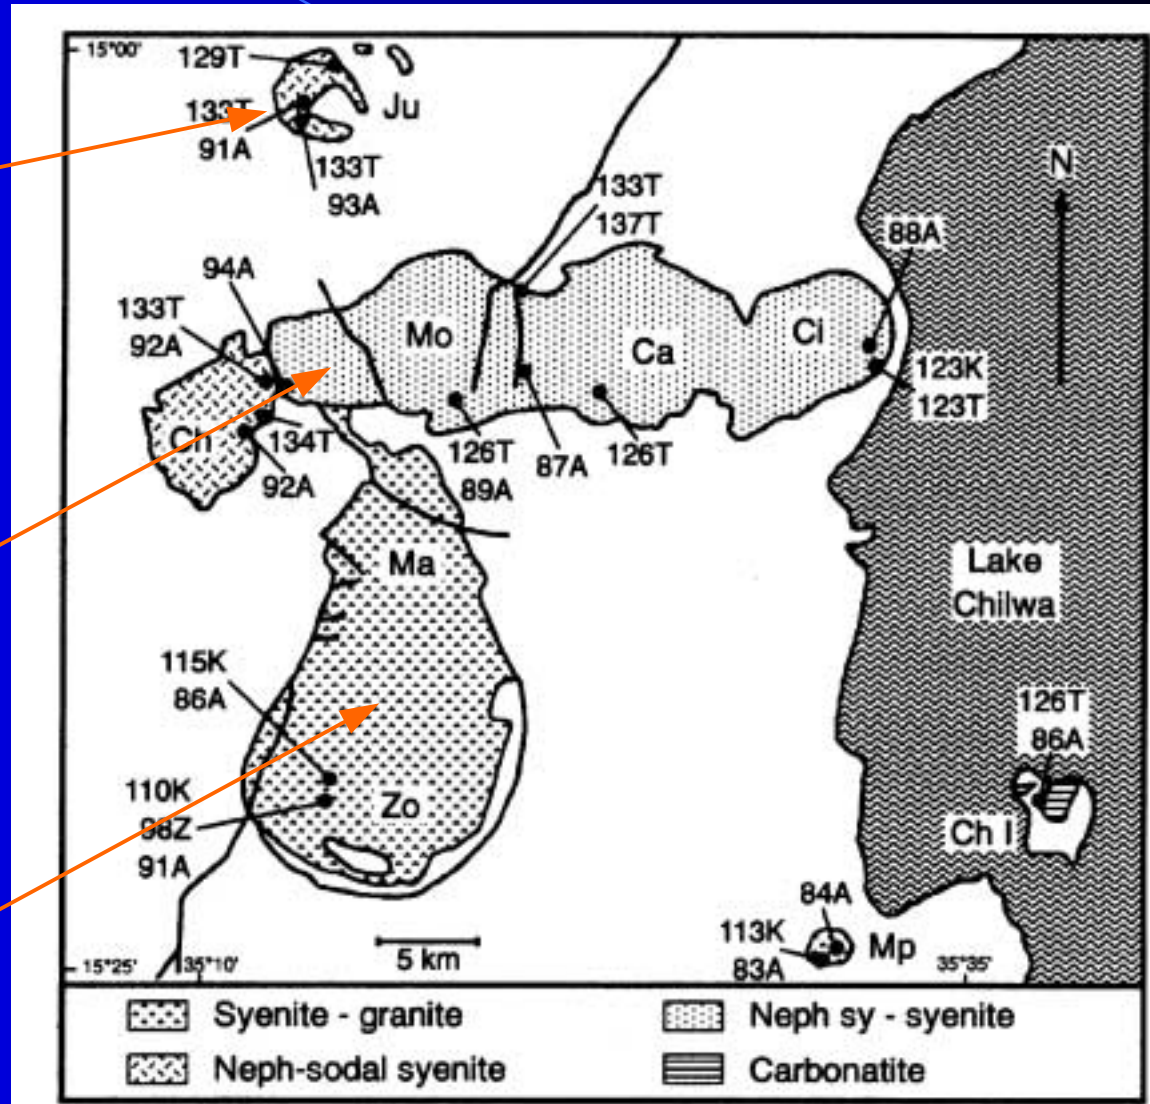 15°00'
129T
Ju
133T
91A
133T
93A
N
133T
137T
88A
94A
133T
92A
Mo
Ca
Ci
123K
123T
Ch
134T
92A
126T
89A
87A
126T
Ma
Lake
Chilwa
115K
86A
126T
86A
110K
98Z
91A
Zo
Ch I
84A
113K
83A
Mp
5 km
15°25'
35°10'
35°35'
Syenite - granite
Neph sy - syenite
Neph-sodal syenite
Carbonatite